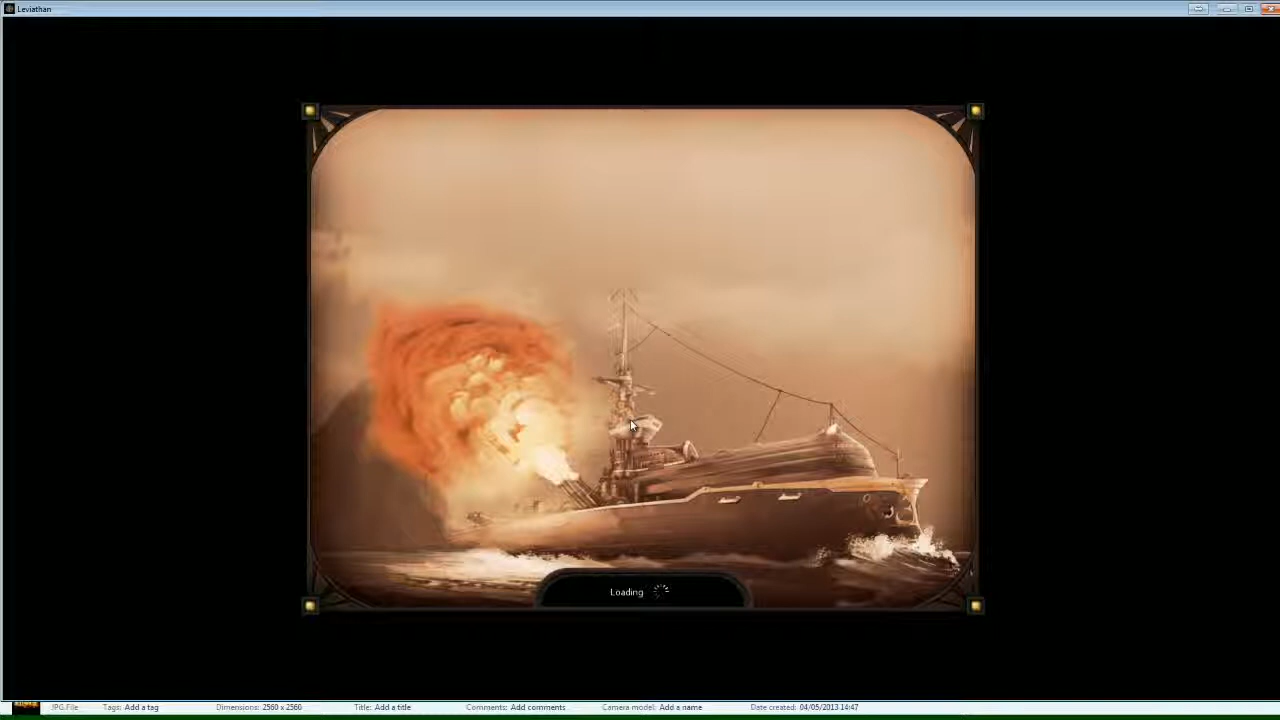 Leviathan
Loading
JPG File Tags: Add a tag Dimensions: 2560 x 2560 Title: Add a title Comments: Add comments Camera model: Add a name Date created: 04/05/2013 14:47